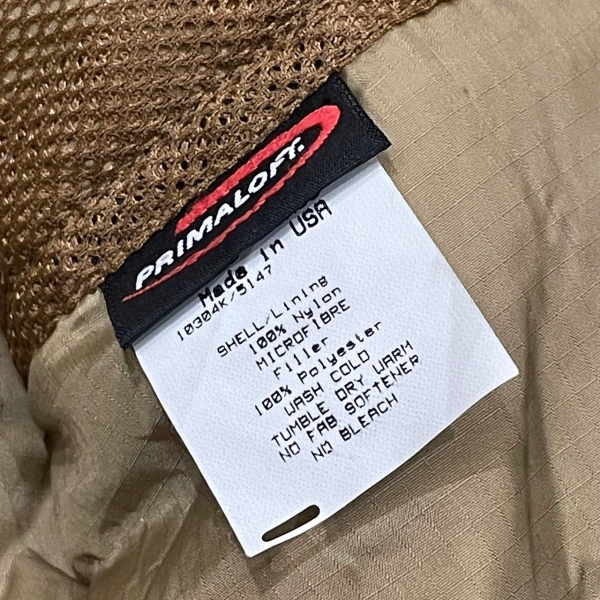 PRIMALOFT.
Made in USA
10304K/5147
SHELL/Lining
100% Nylon
MICROFIBRE
Filler
100% Polyester
WASH COLD
TUMBLE DRY WARM
NO FAB SOFTENER
NO BLEACH